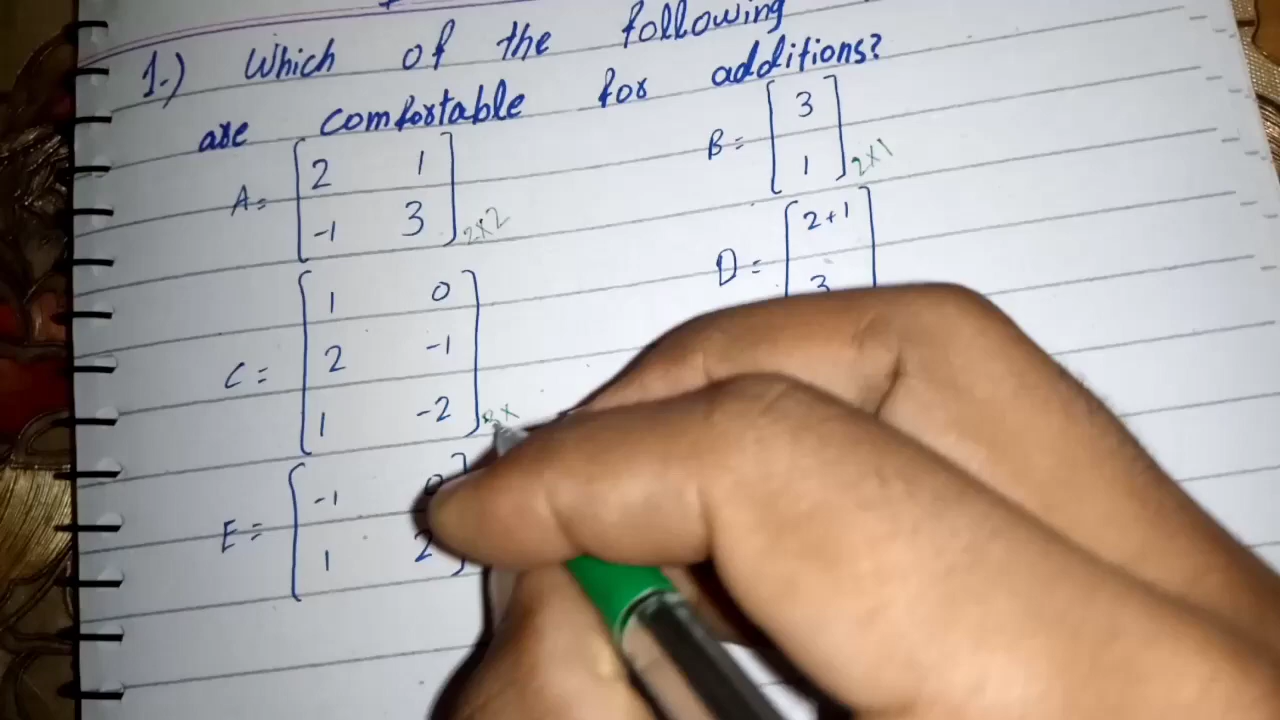 1.) Which of the following
are comfortable for additions?
A = [ 2 1
-1 3 ] 2×2
B = [ 3
1 ] 2×1
C = [ 1 0
2 -1
1 -2 ] 3×
D = [ 2+1
3
E = [ -1 0
1 2 ]